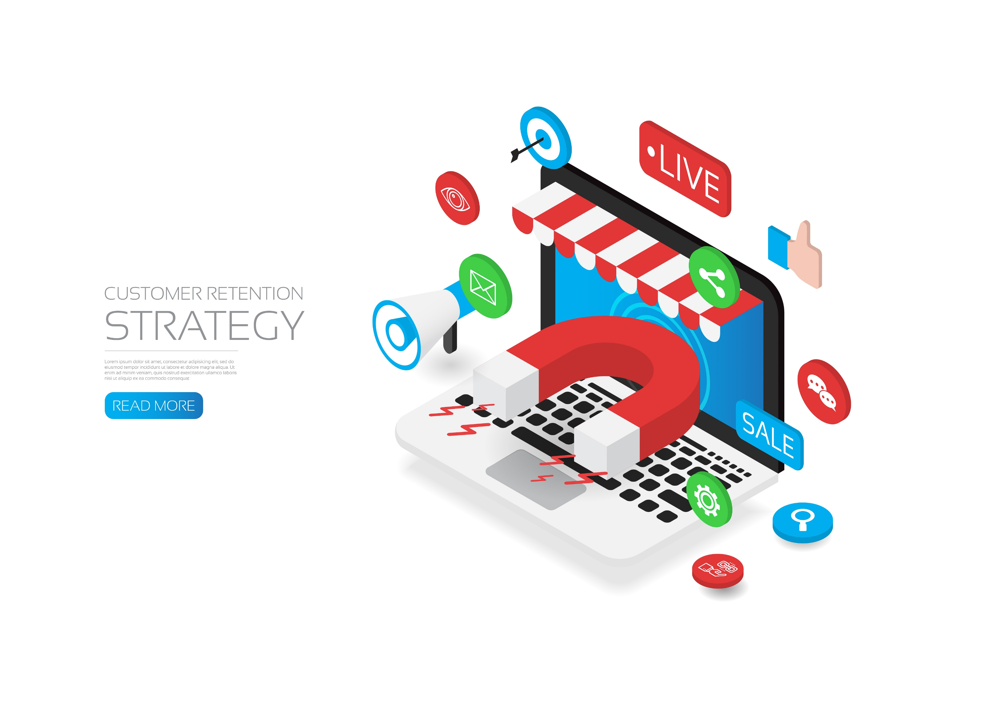 CUSTOMER RETENTION
STRATEGY
Lorem ipsum dolor sit amet, consectetur adipisicing elit, sed do
eiusmod tempor incididunt ut labore et dolore magna aliqua. Ut
enim ad minim veniam, quis nostrud exercitation ullamco laboris
nisi ut aliquip ex ea commodo consequat
READ MORE
LIVE
SALE